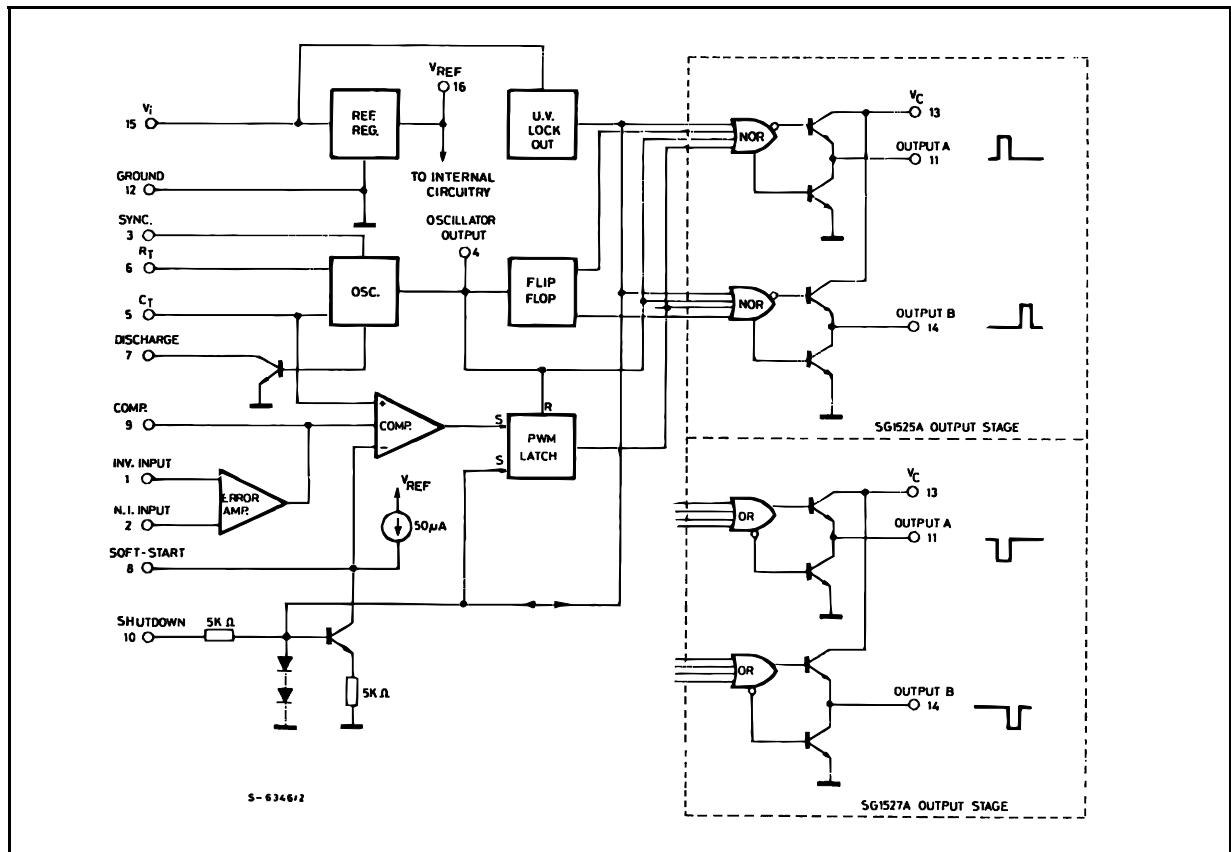 Vi
15
REF.
REG.
VREF
16
TO INTERNAL
CIRCUITRY
U.V.
LOCK
OUT
GROUND
12
SYNC.
3
RT
6
CT
5
DISCHARGE
7
OSC.
OSCILLATOR
OUTPUT
4
FLIP
FLOP
COMP.
9
INV. INPUT
1
N.I. INPUT
2
ERROR
AMP.
+
COMP.
-
S
S
R
PWM
LATCH
VREF
50µA
SOFT-START
8
SHUTDOWN
10
5KΩ
5KΩ
S-6346/2
NOR
VC
13
OUTPUT A
11
NOR
OUTPUT B
14
SG1525A OUTPUT STAGE
OR
VC
13
OUTPUT A
11
OR
OUTPUT B
14
SG1527A OUTPUT STAGE